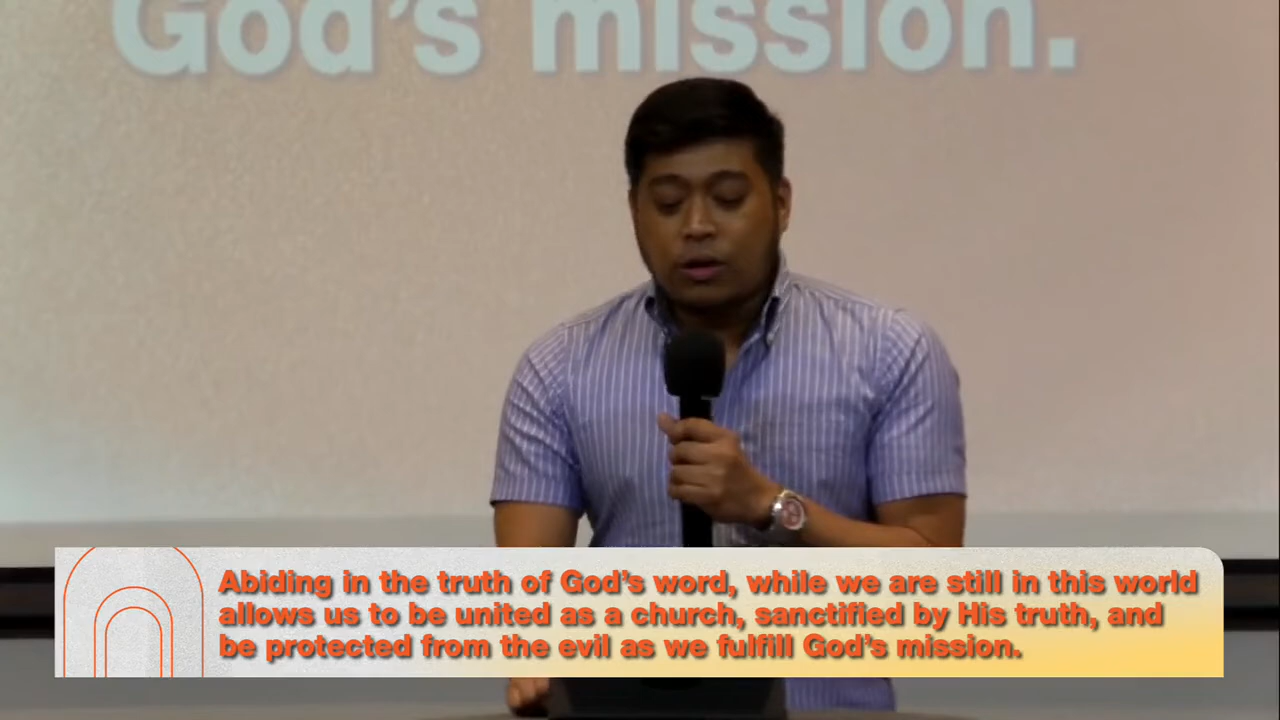 God's mission.
Abiding in the truth of God's word, while we are still in this world
allows us to be united as a church, sanctified by His truth, and
be protected from the evil as we fulfill God's mission.